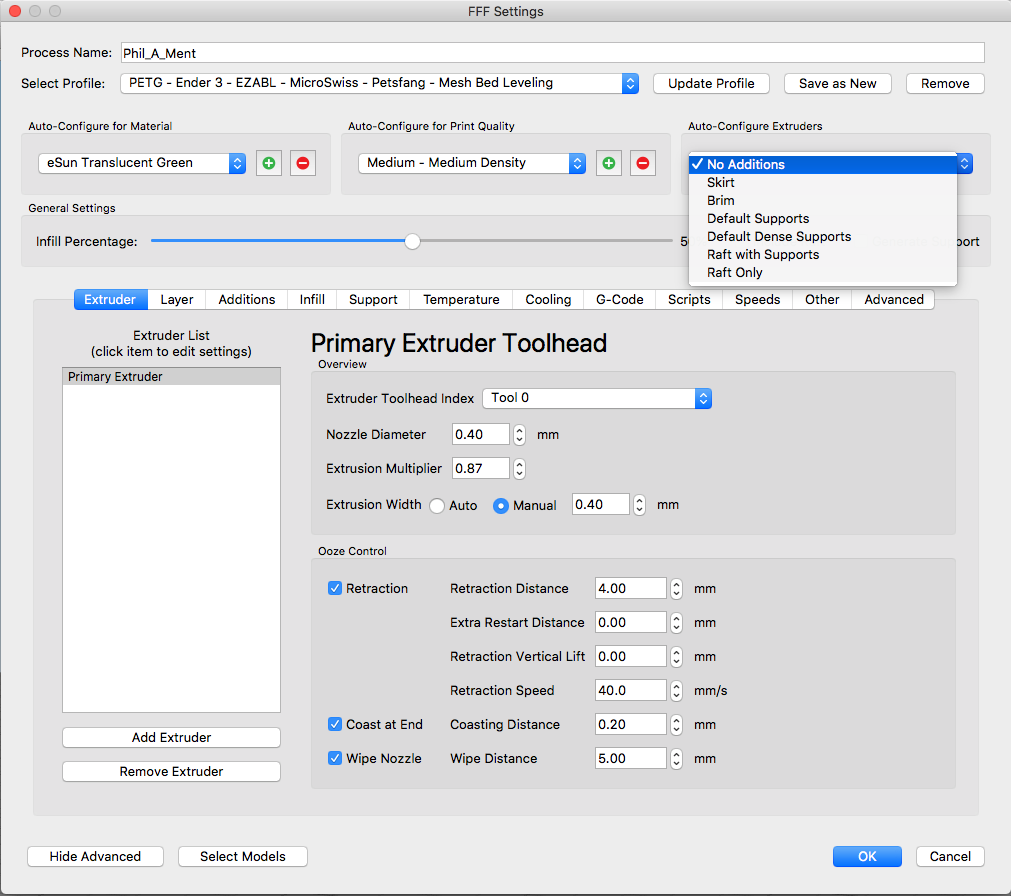 FFF Settings
Process Name: Phil_A_Ment
Select Profile: PETG - Ender 3 - EZABL - MicroSwiss - Petsfang - Mesh Bed Leveling Update Profile Save as New Remove
Auto-Configure for Material Auto-Configure for Print Quality Auto-Configure Extruders
eSun Translucent Green Medium - Medium Density No Additions
Skirt
Brim
Default Supports
Default Dense Supports
Raft with Supports
Raft Only
General Settings
Infill Percentage:
Extruder Layer Additions Infill Support Temperature Cooling G-Code Scripts Speeds Other Advanced
Extruder List
(click item to edit settings)
Primary Extruder
Primary Extruder Toolhead
Overview
Extruder Toolhead Index Tool 0
Nozzle Diameter 0.40 mm
Extrusion Multiplier 0.87
Extrusion Width Auto Manual 0.40 mm
Ooze Control
Retraction Retraction Distance 4.00 mm
Extra Restart Distance 0.00 mm
Retraction Vertical Lift 0.00 mm
Retraction Speed 40.0 mm/s
Coast at End Coasting Distance 0.20 mm
Wipe Nozzle Wipe Distance 5.00 mm
Add Extruder
Remove Extruder
Hide Advanced Select Models OK Cancel